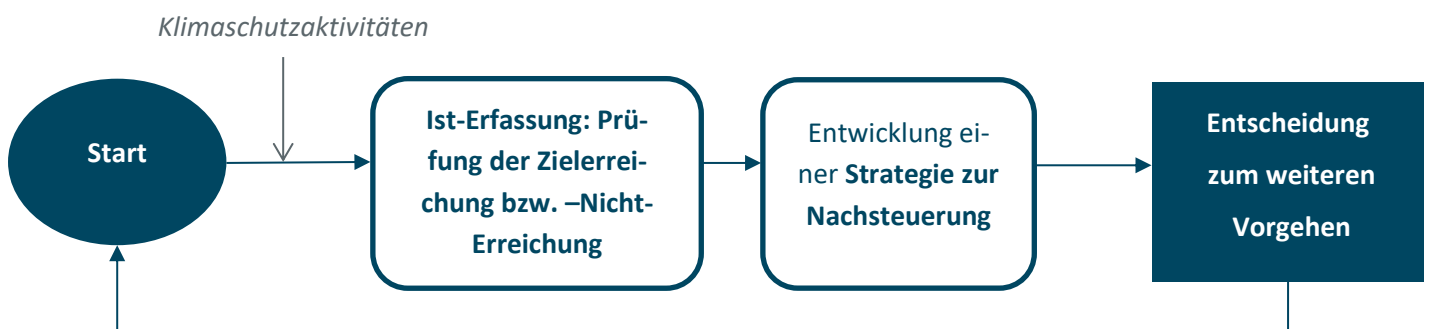 Klimaschutzaktivitäten
Start
Ist-Erfassung: Prü-
fung der Zielerrei-
chung bzw. –Nicht-
Erreichung
Entwicklung ei-
ner Strategie zur
Nachsteuerung
Entscheidung
zum weiteren
Vorgehen